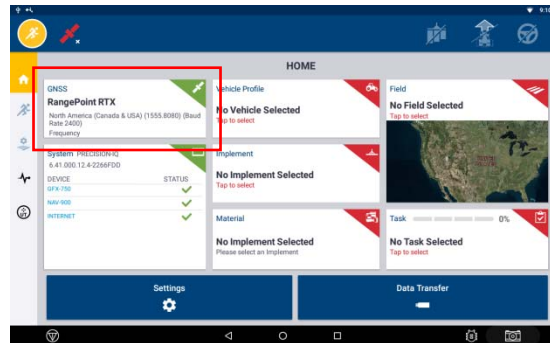 9:10
HOME
GNSS
RangePoint RTX
North America (Canada & USA) (1555.8080) (Baud
Rate 2400)
Frequency
Vehicle Profile
No Vehicle Selected
Tap to select
Field
No Field Selected
Tap to select
System PRECISION-IQ
6.41.000.12.4-2266FDD
DEVICE STATUS
GFX-750
NAV-900
INTERNET
Implement
No Implement Selected
Tap to select
Material
No Implement Selected
Please select an Implement
Task 0%
No Task Selected
Tap to select
Settings
Data Transfer